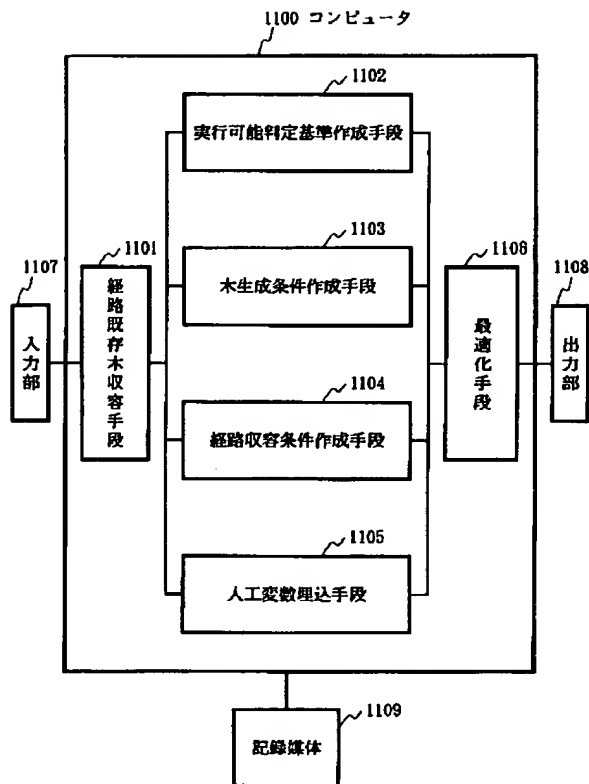 1100 コンピュータ
1102
実行可能判定基準作成手段
1103
木生成条件作成手段
1104
経路収容条件作成手段
1105
人工変数埋込手段
1101
経路既存木収容手段
1106
最適化手段
1107
入力部
1108
出力部
1109
記録媒体